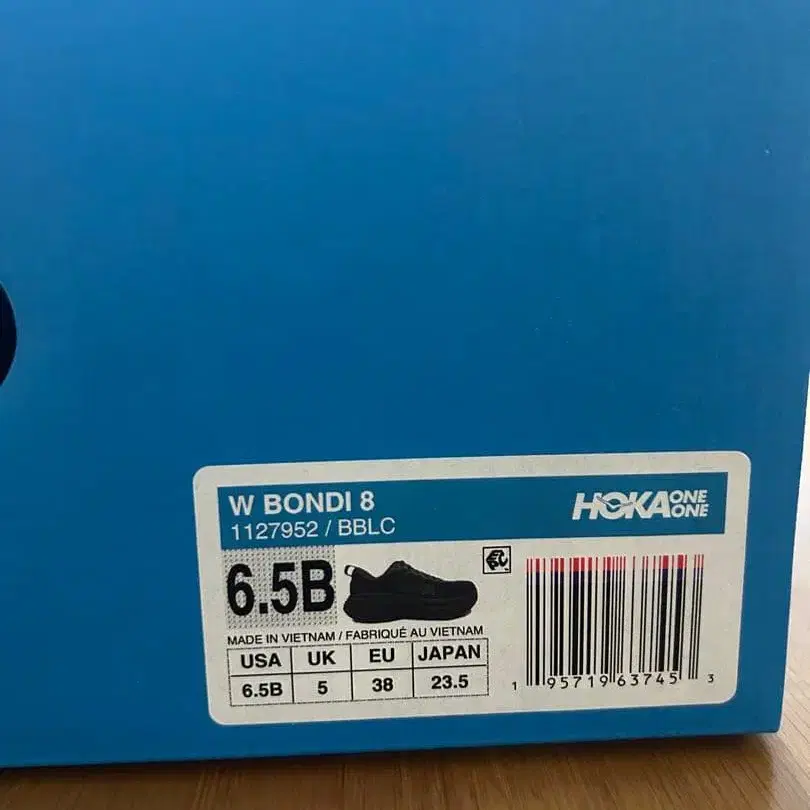 W BONDI 8
1127952 / BBLC
HOKA ONE ONE
6.5B
MADE IN VIETNAM / FABRIQUÉ AU VIETNAM
USA UK EU JAPAN
6.5B 5 38 23.5
1 95719 63745 3